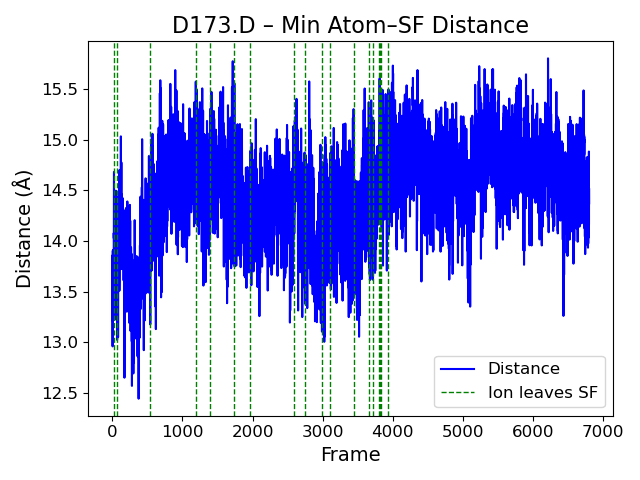 D173.D – Min Atom–SF Distance
Distance (Å)
15.5
15.0
14.5
14.0
13.5
13.0
12.5
0 1000 2000 3000 4000 5000 6000 7000
Frame
Distance
Ion leaves SF